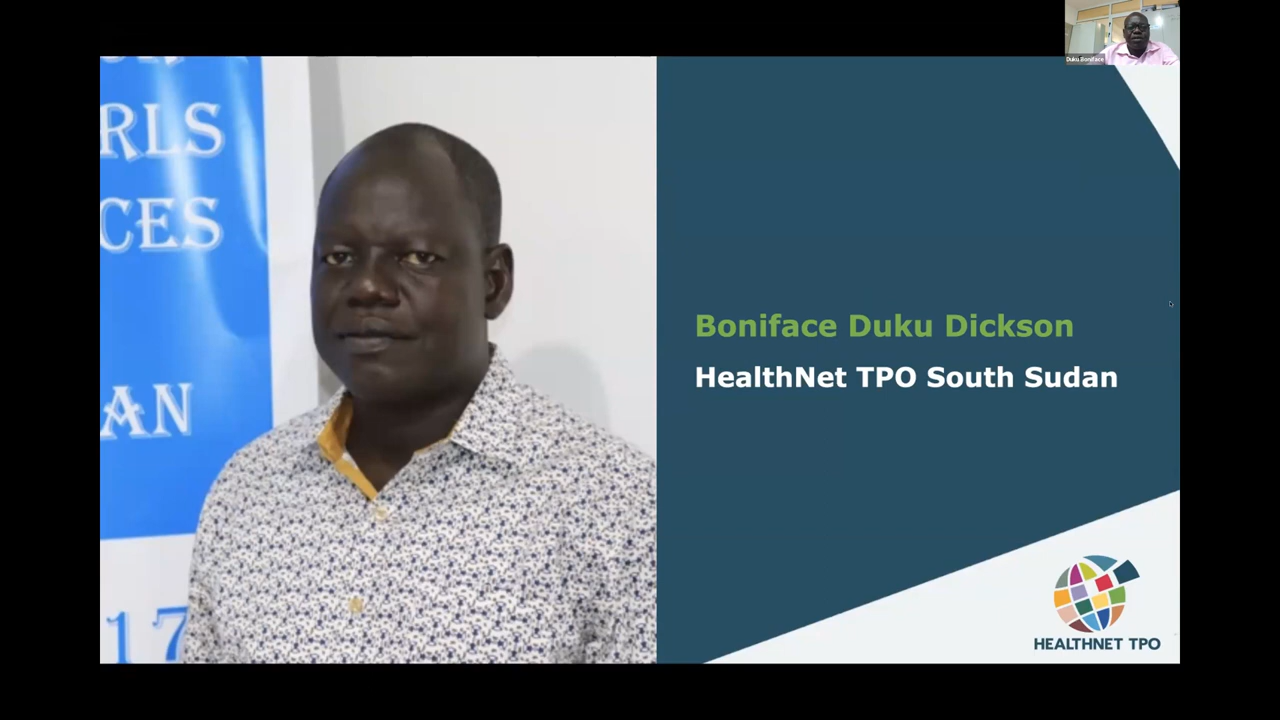 Duku Boniface
RLS
CES
AN
17
Boniface Duku Dickson
HealthNet TPO South Sudan
HEALTHNET TPO